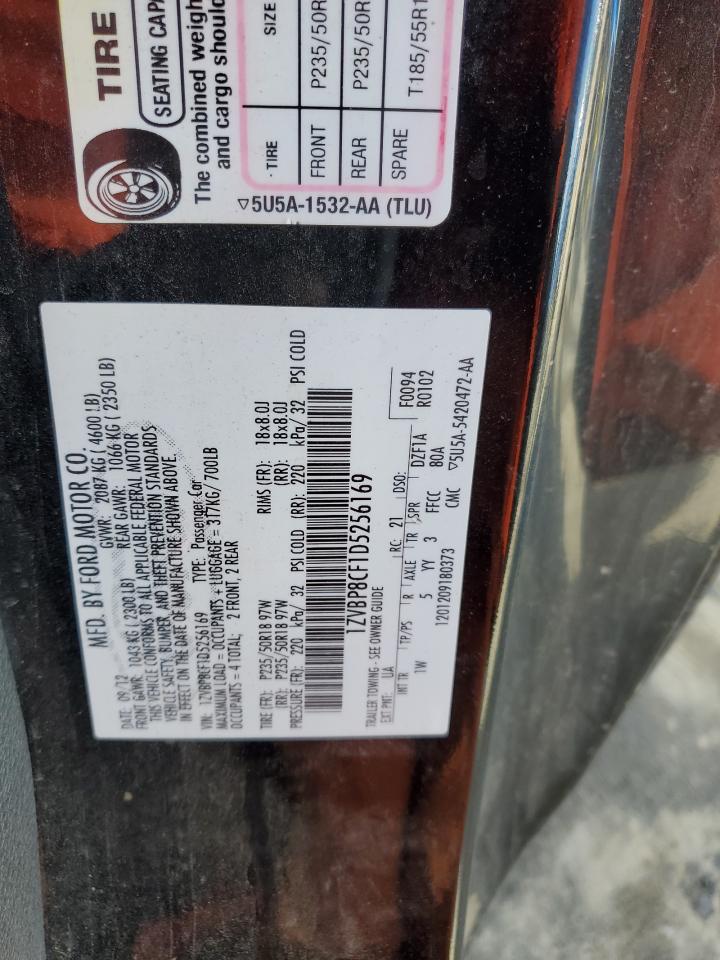 TIRE
SEATING CAP
The combined weigh
and cargo should
TIRE SIZE
FRONT P235/50R
REAR P235/50R
SPARE T185/55R1
▽5U5A-1532-AA (TLU)
MFD. BY FORD MOTOR CO.
DATE: 09/12 GVWR: 2087 KG ( 4600 LB)
FRONT GAWR: 1043 KG ( 2300 LB) REAR GAWR: 1066 KG ( 2350 LB)
THIS VEHICLE CONFORMS TO ALL APPLICABLE FEDERAL MOTOR
VEHICLE SAFETY, BUMPER, AND THEFT PREVENTION STANDARDS
IN EFFECT ON THE DATE OF MANUFACTURE SHOWN ABOVE.
VIN: 1ZVBP8CF1D5256169 TYPE: Passenger Car
MAXIMUM LOAD = OCCUPANTS + LUGGAGE = 317KG/ 700LB
OCCUPANTS = 4 TOTAL; 2 FRONT, 2 REAR
TIRE (FR): P235/50R18 97W RIMS (FR): 18x8.0J
(RR): P235/50R18 97W (RR): 18x8.0J
PRESSURE (FR): 220 kPa/ 32 PSI COLD (RR): 220 kPa/ 32 PSI COLD
1ZVBP8CF1D5256169
TRAILER TOWING - SEE OWNER GUIDE
EXT PNT: UA RC: 21 DSO: F0094
INT TR TP/PS R AXLE TR SPR DZF1A R0102
1W 5 YY 3 FFCC 80A
1201209180373 CMC ▽5U5A-5420472-AA